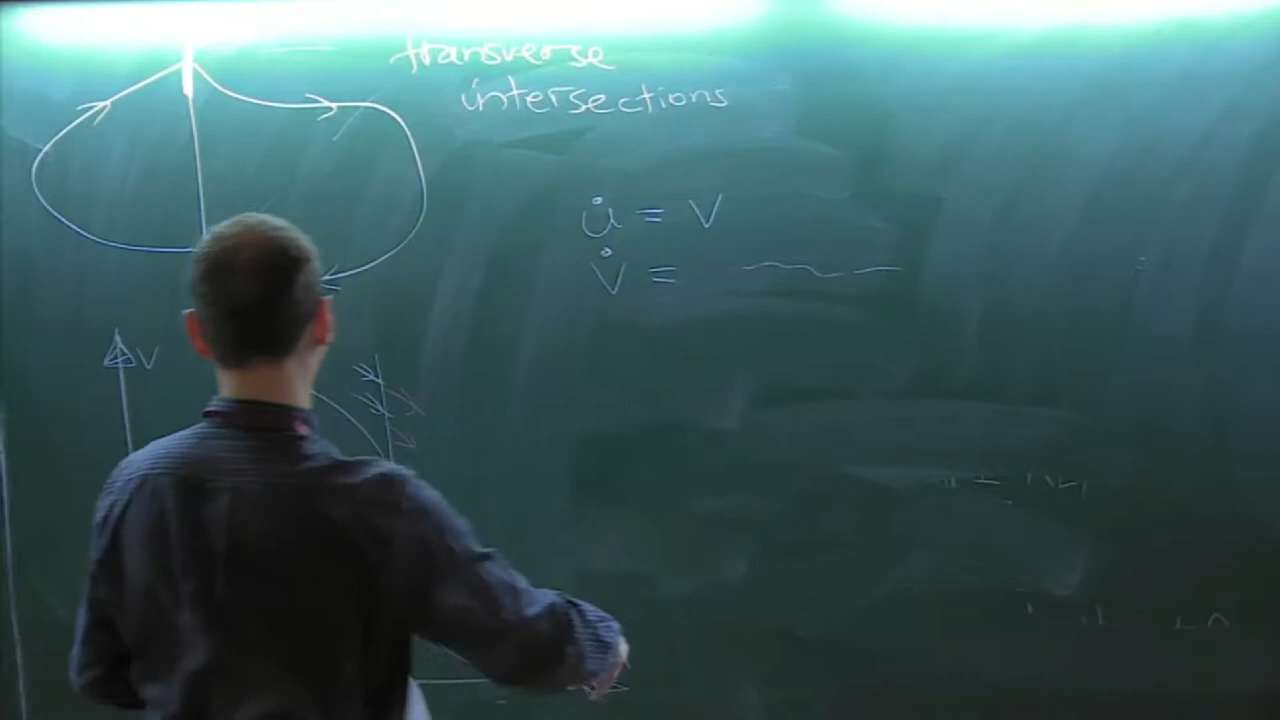 transverse
intersections
u̇ = v
v̇ =
v